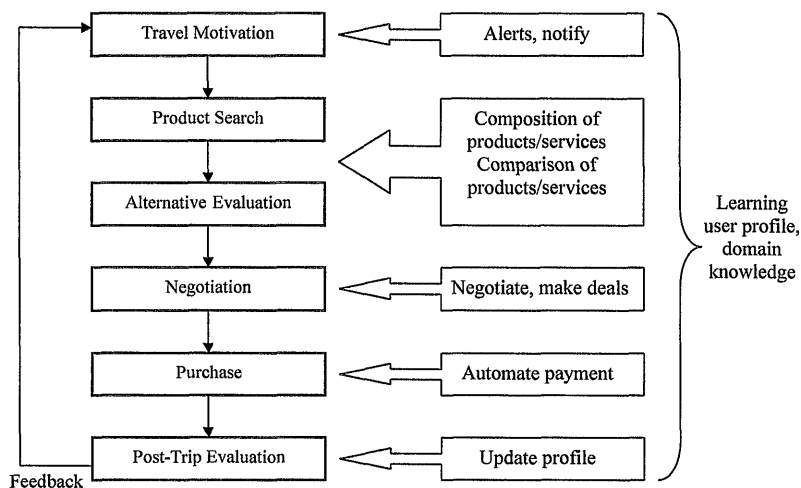 Travel Motivation
Alerts, notify
Product Search
Composition of
products/services
Comparison of
products/services
Alternative Evaluation
Learning
user profile,
domain
knowledge
Negotiation
Negotiate, make deals
Purchase
Automate payment
Post-Trip Evaluation
Update profile
Feedback